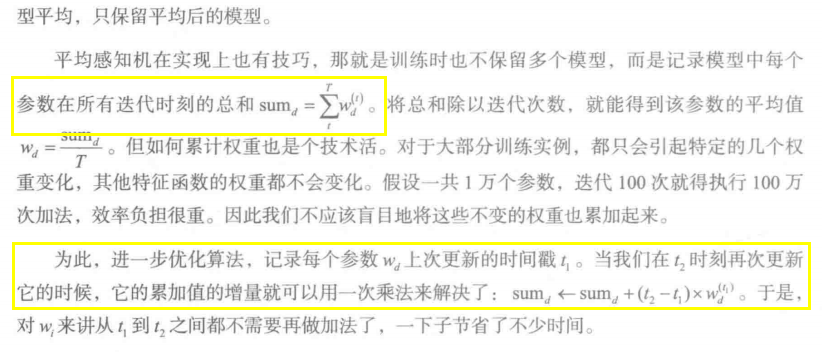 型平均，只保留平均后的模型。
平均感知机在实现上也有技巧，那就是训练时也不保留多个模型，而是记录模型中每个
参数在所有迭代时刻的总和 sum_d = \sum_t^T w_d^{(t)} 。将总和除以迭代次数，就能得到该参数的平均值
w_d = \frac{sum_d}{T} 。但如何累计权重也是个技术活。对于大部分训练实例，都只会引起特定的几个权
重变化，其他特征函数的权重都不会变化。假设一共 1 万个参数，迭代 100 次就得执行 100 万
次加法，效率负担很重。因此我们不应该盲目地将这些不变的权重也累加起来。
为此，进一步优化算法，记录每个参数 w_d 上次更新的时间戳 t_1 。当我们在 t_2 时刻再次更新
它的时候，它的累加值的增量就可以用一次乘法来解决了：sum_d ← sum_d + (t_2 − t_1) × w_d^{(t_1)} 。于是，
对 w_i 来讲从 t_1 到 t_2 之间都不需要再做加法了，一下子节省了不少时间。